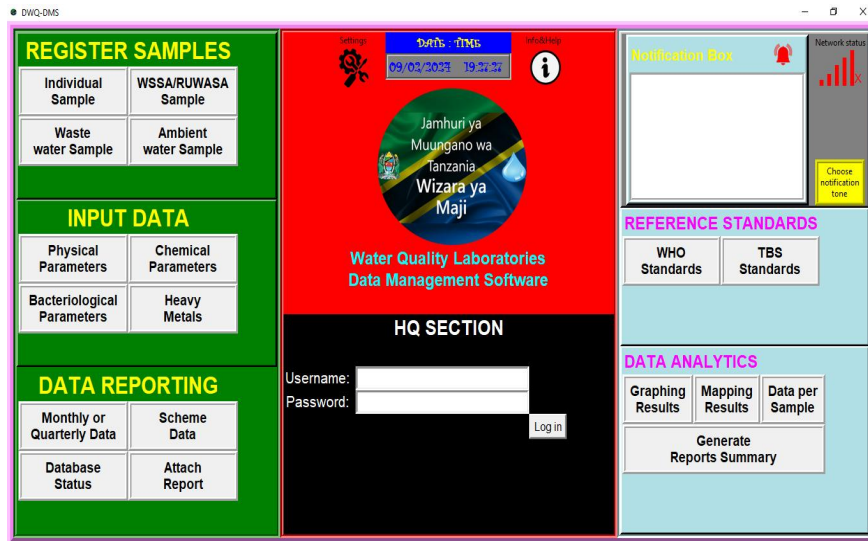 DWQ-DMS
REGISTER SAMPLES
Individual
Sample
WSSA/RUWASA
Sample
Waste
water Sample
Ambient
water Sample
INPUT DATA
Physical
Parameters
Chemical
Parameters
Bacteriological
Parameters
Heavy
Metals
DATA REPORTING
Monthly or
Quarterly Data
Scheme
Data
Database
Status
Attach
Report
Settings
DATE : TIME
Info&Help
Jamhuri ya
Muungano wa
Tanzania
Wizara ya
Maji
Water Quality Laboratories
Data Management Software
HQ SECTION
Username:
Password:
Log in
Notification Box
Network status
Choose
notification
tone
REFERENCE STANDARDS
WHO
Standards
TBS
Standards
DATA ANALYTICS
Graphing
Results
Mapping
Results
Data per
Sample
Generate
Reports Summary